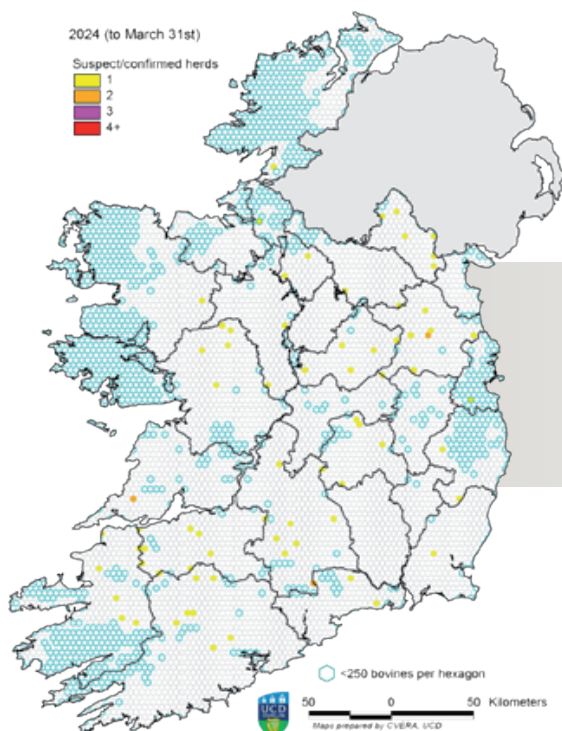 2024 (to March 31st)
Suspect/confirmed herds
1
2
3
4+
<250 bovines per hexagon
50 0 50 Kilometers
UCD
Maps prepared by CVERA, UCD